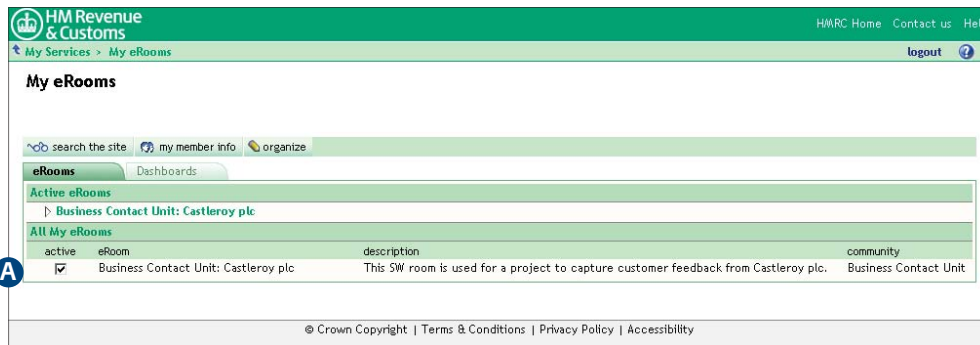 HM Revenue
& Customs
HMRC Home Contact us
My Services > My eRooms
logout ?
My eRooms
search the site my member info organize
eRooms Dashboards
Active eRooms
Business Contact Unit: Castleroy plc
All My eRooms
active eRoom description community
A
Business Contact Unit: Castleroy plc This SW room is used for a project to capture customer feedback from Castleroy plc. Business Contact Unit
© Crown Copyright | Terms & Conditions | Privacy Policy | Accessibility